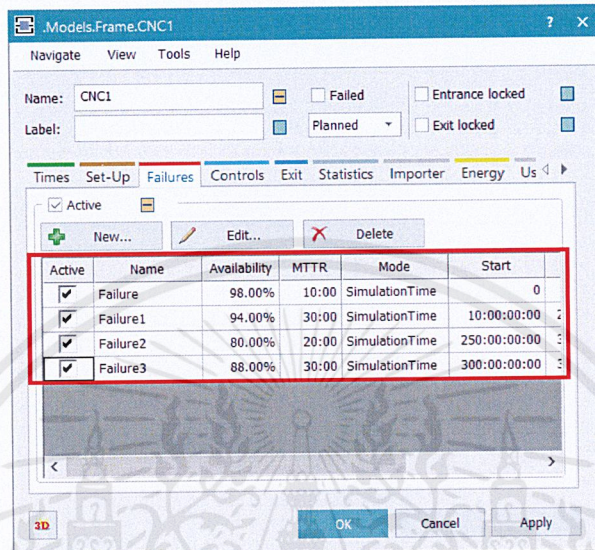 .Models.Frame.CNC1 ? ×
Navigate View Tools Help
Name: CNC1 Failed Entrance locked
Label: Planned Exit locked
Times Set-Up Failures Controls Exit Statistics Importer Energy Us
Active
New... Edit... Delete
Active Name Availability MTTR Mode Start
Failure 98.00% 10:00 SimulationTime 0
Failure1 94.00% 30:00 SimulationTime 10:00:00:00 2
Failure2 80.00% 20:00 SimulationTime 250:00:00:00 3
Failure3 88.00% 30:00 SimulationTime 300:00:00:00 3
3D OK Cancel Apply